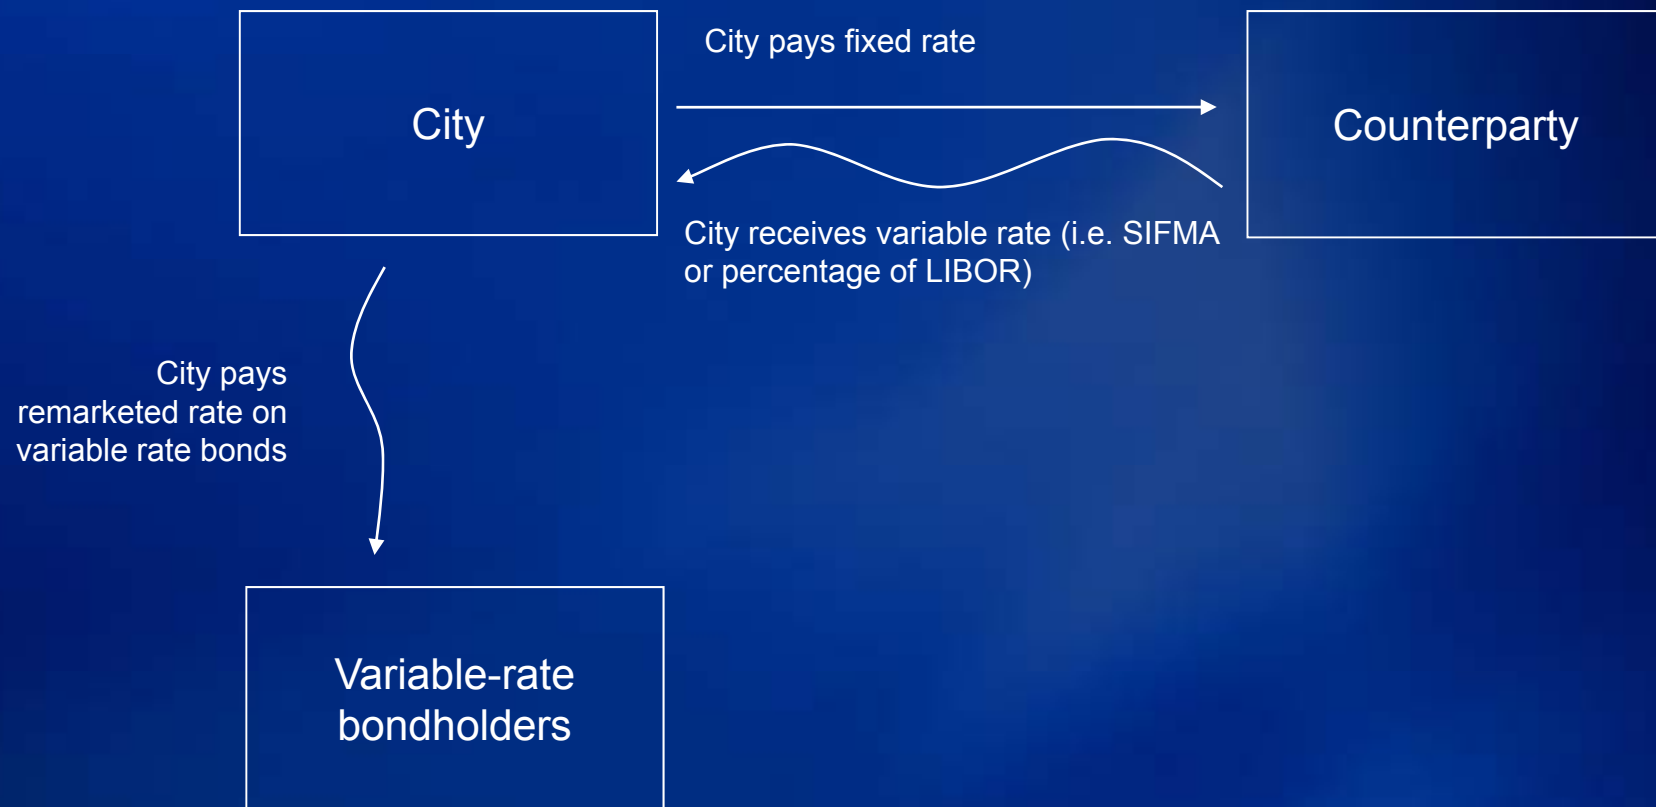 City pays fixed rate
City
Counterparty
City receives variable rate (i.e. SIFMA
or percentage of LIBOR)
City pays
remarketed rate on
variable rate bonds
Variable-rate
bondholders